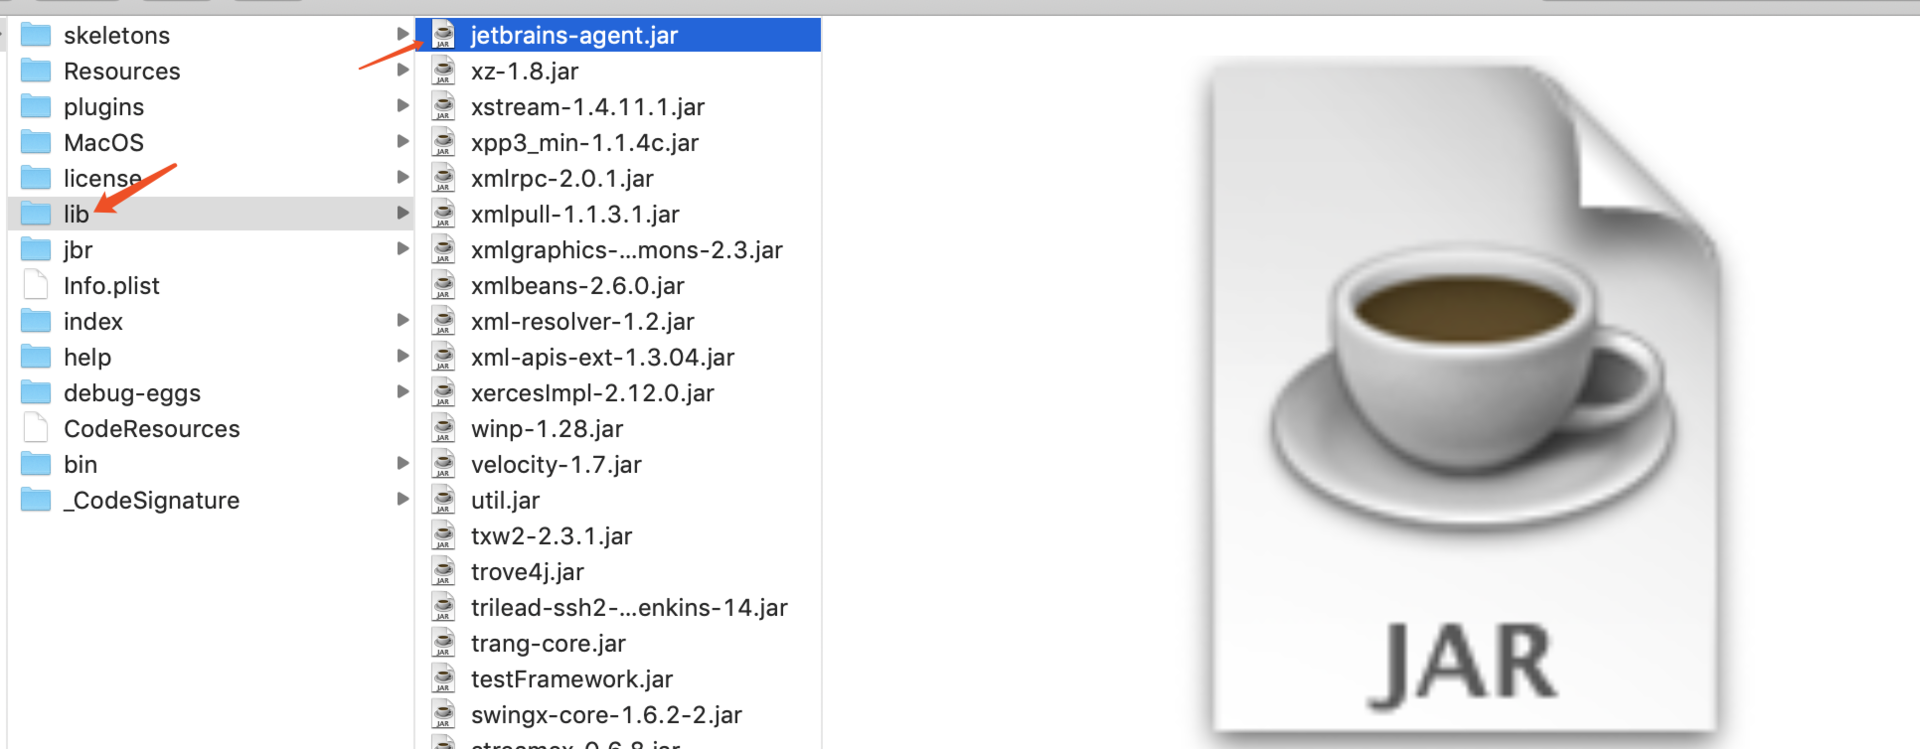 skeletons
Resources
plugins
MacOS
license
lib
jbr
Info.plist
index
help
debug-eggs
CodeResources
bin
_CodeSignature
jetbrains-agent.jar
xz-1.8.jar
xstream-1.4.11.1.jar
xpp3_min-1.1.4c.jar
xmlrpc-2.0.1.jar
xmlpull-1.1.3.1.jar
xmlgraphics-...mons-2.3.jar
xmlbeans-2.6.0.jar
xml-resolver-1.2.jar
xml-apis-ext-1.3.04.jar
xercesImpl-2.12.0.jar
winp-1.28.jar
velocity-1.7.jar
util.jar
txw2-2.3.1.jar
trove4j.jar
trilead-ssh2-...enkins-14.jar
trang-core.jar
testFramework.jar
swingx-core-1.6.2-2.jar
streamex-0.6.8.jar
JAR